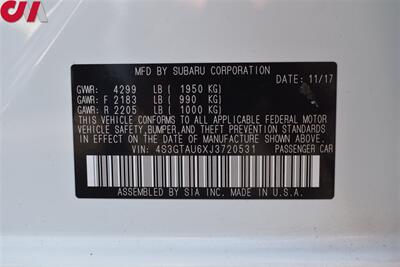 CIA
MFD BY SUBARU CORPORATION
DATE: 11/17
GVWR: 4299 LB ( 1950 KG)
GAWR: F 2183 LB ( 990 KG)
GAWR: R 2205 LB ( 1000 KG)
THIS VEHICLE CONFORMS TO ALL APPLICABLE FEDERAL MOTOR
VEHICLE SAFETY, BUMPER, AND THEFT PREVENTION STANDARDS
IN EFFECT ON THE DATE OF MANUFACTURE SHOWN ABOVE.
VIN: 4S3GTAU6XJ3720531 PASSENGER CAR
ASSEMBLED BY SIA INC. MADE IN U.S.A.